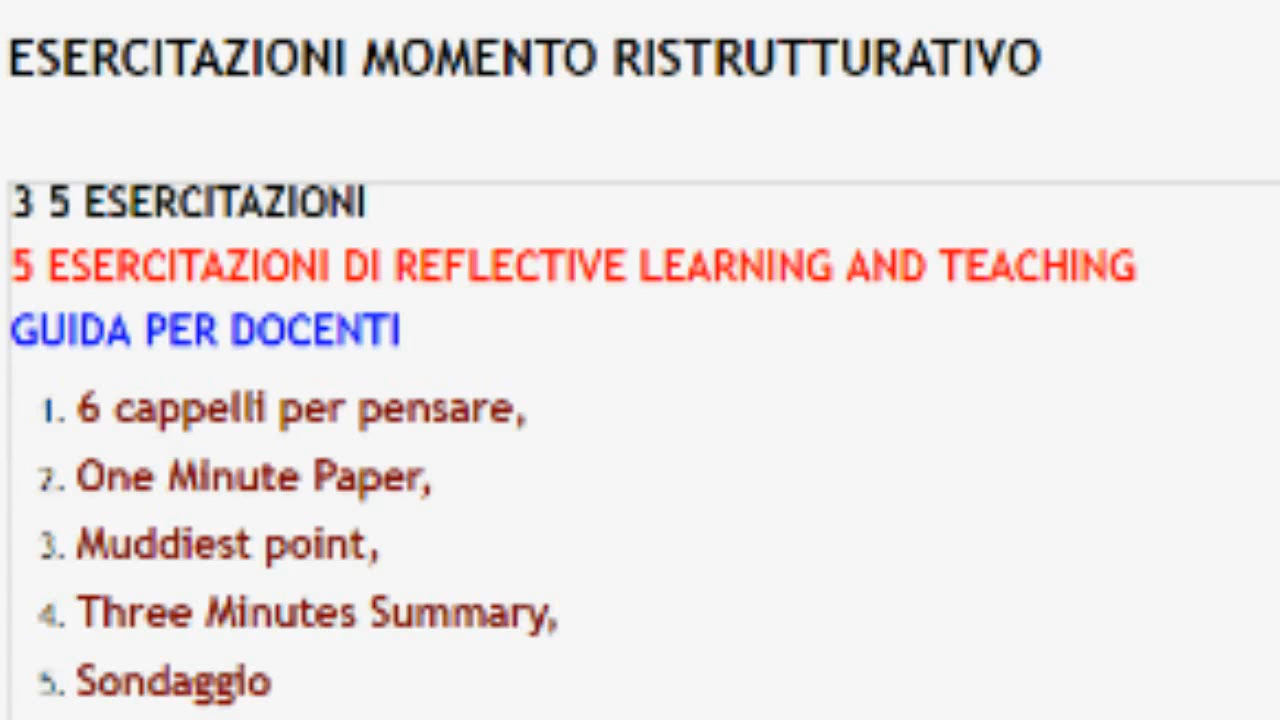 ESERCITAZIONI MOMENTO RISTRUTTURATIVO
3 5 ESERCITAZIONI
5 ESERCITAZIONI DI REFLECTIVE LEARNING AND TEACHING
GUIDA PER DOCENTI
1. 6 cappelli per pensare,
2. One Minute Paper,
3. Muddiest point,
4. Three Minutes Summary,
5. Sondaggio